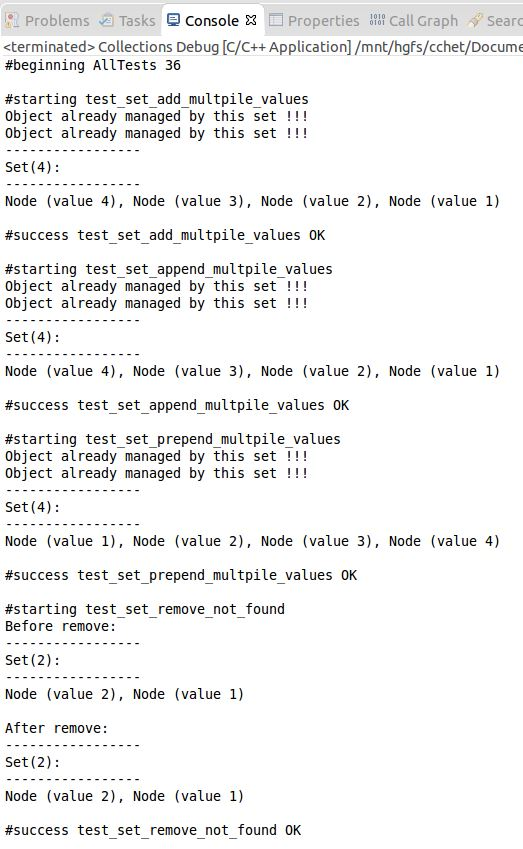 Problems Tasks Console Properties Call Graph Searc
<terminated> Collections Debug [C/C++ Application] /mnt/hgfs/cchet/Docume
#beginning AllTests 36
#starting test_set_add_multpile_values
Object already managed by this set !!!
Object already managed by this set !!!
-----------------
Set(4):
-----------------
Node (value 4), Node (value 3), Node (value 2), Node (value 1)
#success test_set_add_multpile_values OK
#starting test_set_append_multpile_values
Object already managed by this set !!!
Object already managed by this set !!!
-----------------
Set(4):
-----------------
Node (value 4), Node (value 3), Node (value 2), Node (value 1)
#success test_set_append_multpile_values OK
#starting test_set_prepend_multpile_values
Object already managed by this set !!!
Object already managed by this set !!!
-----------------
Set(4):
-----------------
Node (value 1), Node (value 2), Node (value 3), Node (value 4)
#success test_set_prepend_multpile_values OK
#starting test_set_remove_not_found
Before remove:
-----------------
Set(2):
-----------------
Node (value 2), Node (value 1)
After remove:
-----------------
Set(2):
-----------------
Node (value 2), Node (value 1)
#success test_set_remove_not_found OK